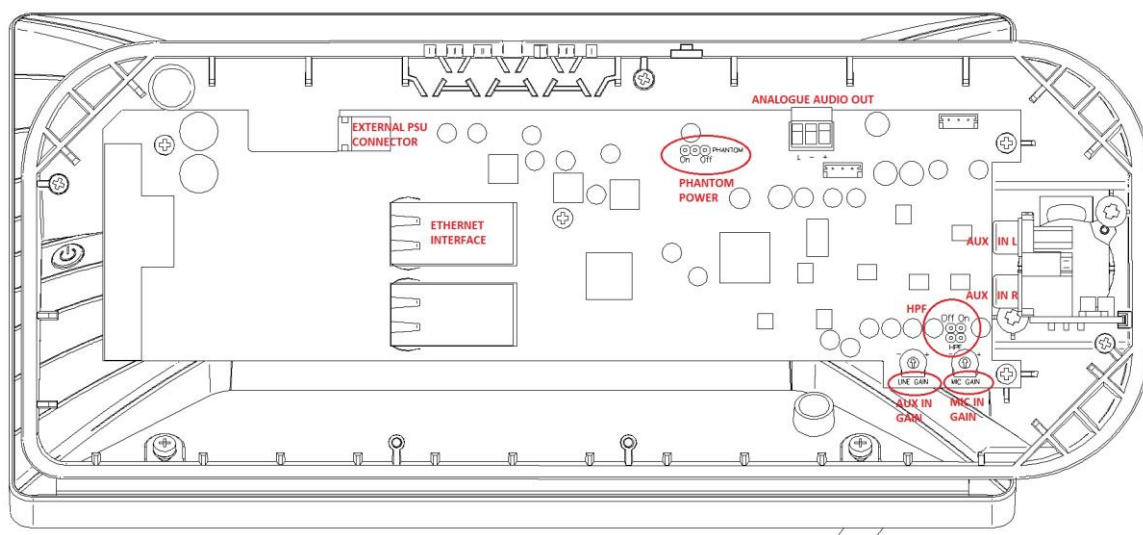 ANALOGUE AUDIO OUT
EXTERNAL PSU
CONNECTOR
PHANTOM
On Off
L - +
PHANTOM
POWER
ETHERNET
INTERFACE
AUX IN L
AUX IN R
HPF
Off On
HPF
- +
- +
LINE GAIN
MIC GAIN
AUX IN
GAIN
MIC IN
GAIN